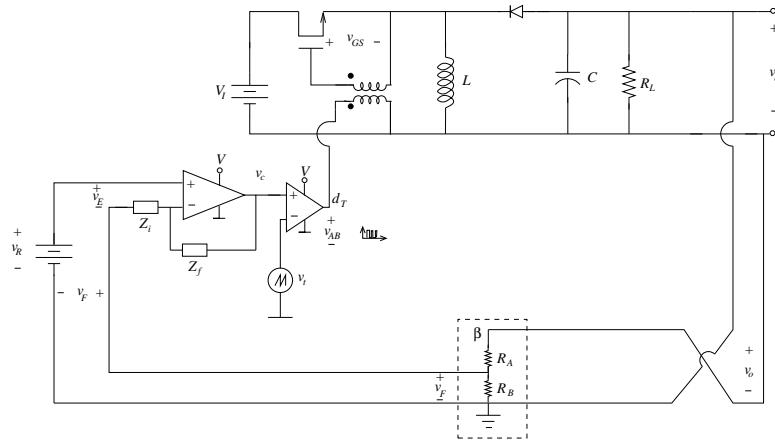 + v_GS −
V_I
L
C
R_L
+
v
−
V
v_c
V
+
+
+
v_E
−
−
−
d_T
Z_i
+
v_AB
−
Z_f
+
v_R
−
v_t
− v_F +
β
R_A
+
v_F
−
R_B
+
v_o
−